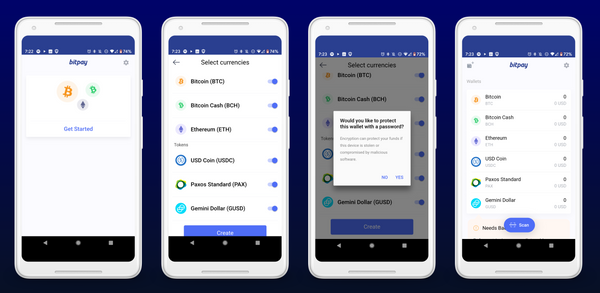 7:22
74%
bitpay
Get Started
7:23
74%
Select currencies
Bitcoin (BTC)
Bitcoin Cash (BCH)
Ethereum (ETH)
Tokens
USD Coin (USDC)
Paxos Standard (PAX)
Gemini Dollar (GUSD)
Create
7:23
72%
Select currencies
Bitcoin (BTC)
Bitcoin Cash (BCH)
Would you like to protect
this wallet with a password?
Encryption can protect your funds if
this device is stolen or
compromised by malicious
software.
NO
YES
Paxos Standard (PAX)
Gemini Dollar (GUSD)
Create
7:23
72%
bitpay
Wallets
Bitcoin
0
BTC
0 USD
Bitcoin Cash
0
BCH
0 USD
Ethereum
0
ETH
0 USD
USD Coin
0
USDC
0 USD
Paxos Standard
0
PAX
0 USD
Gemini Dollar
0
GUSD
0 USD
Needs Ba
Scan